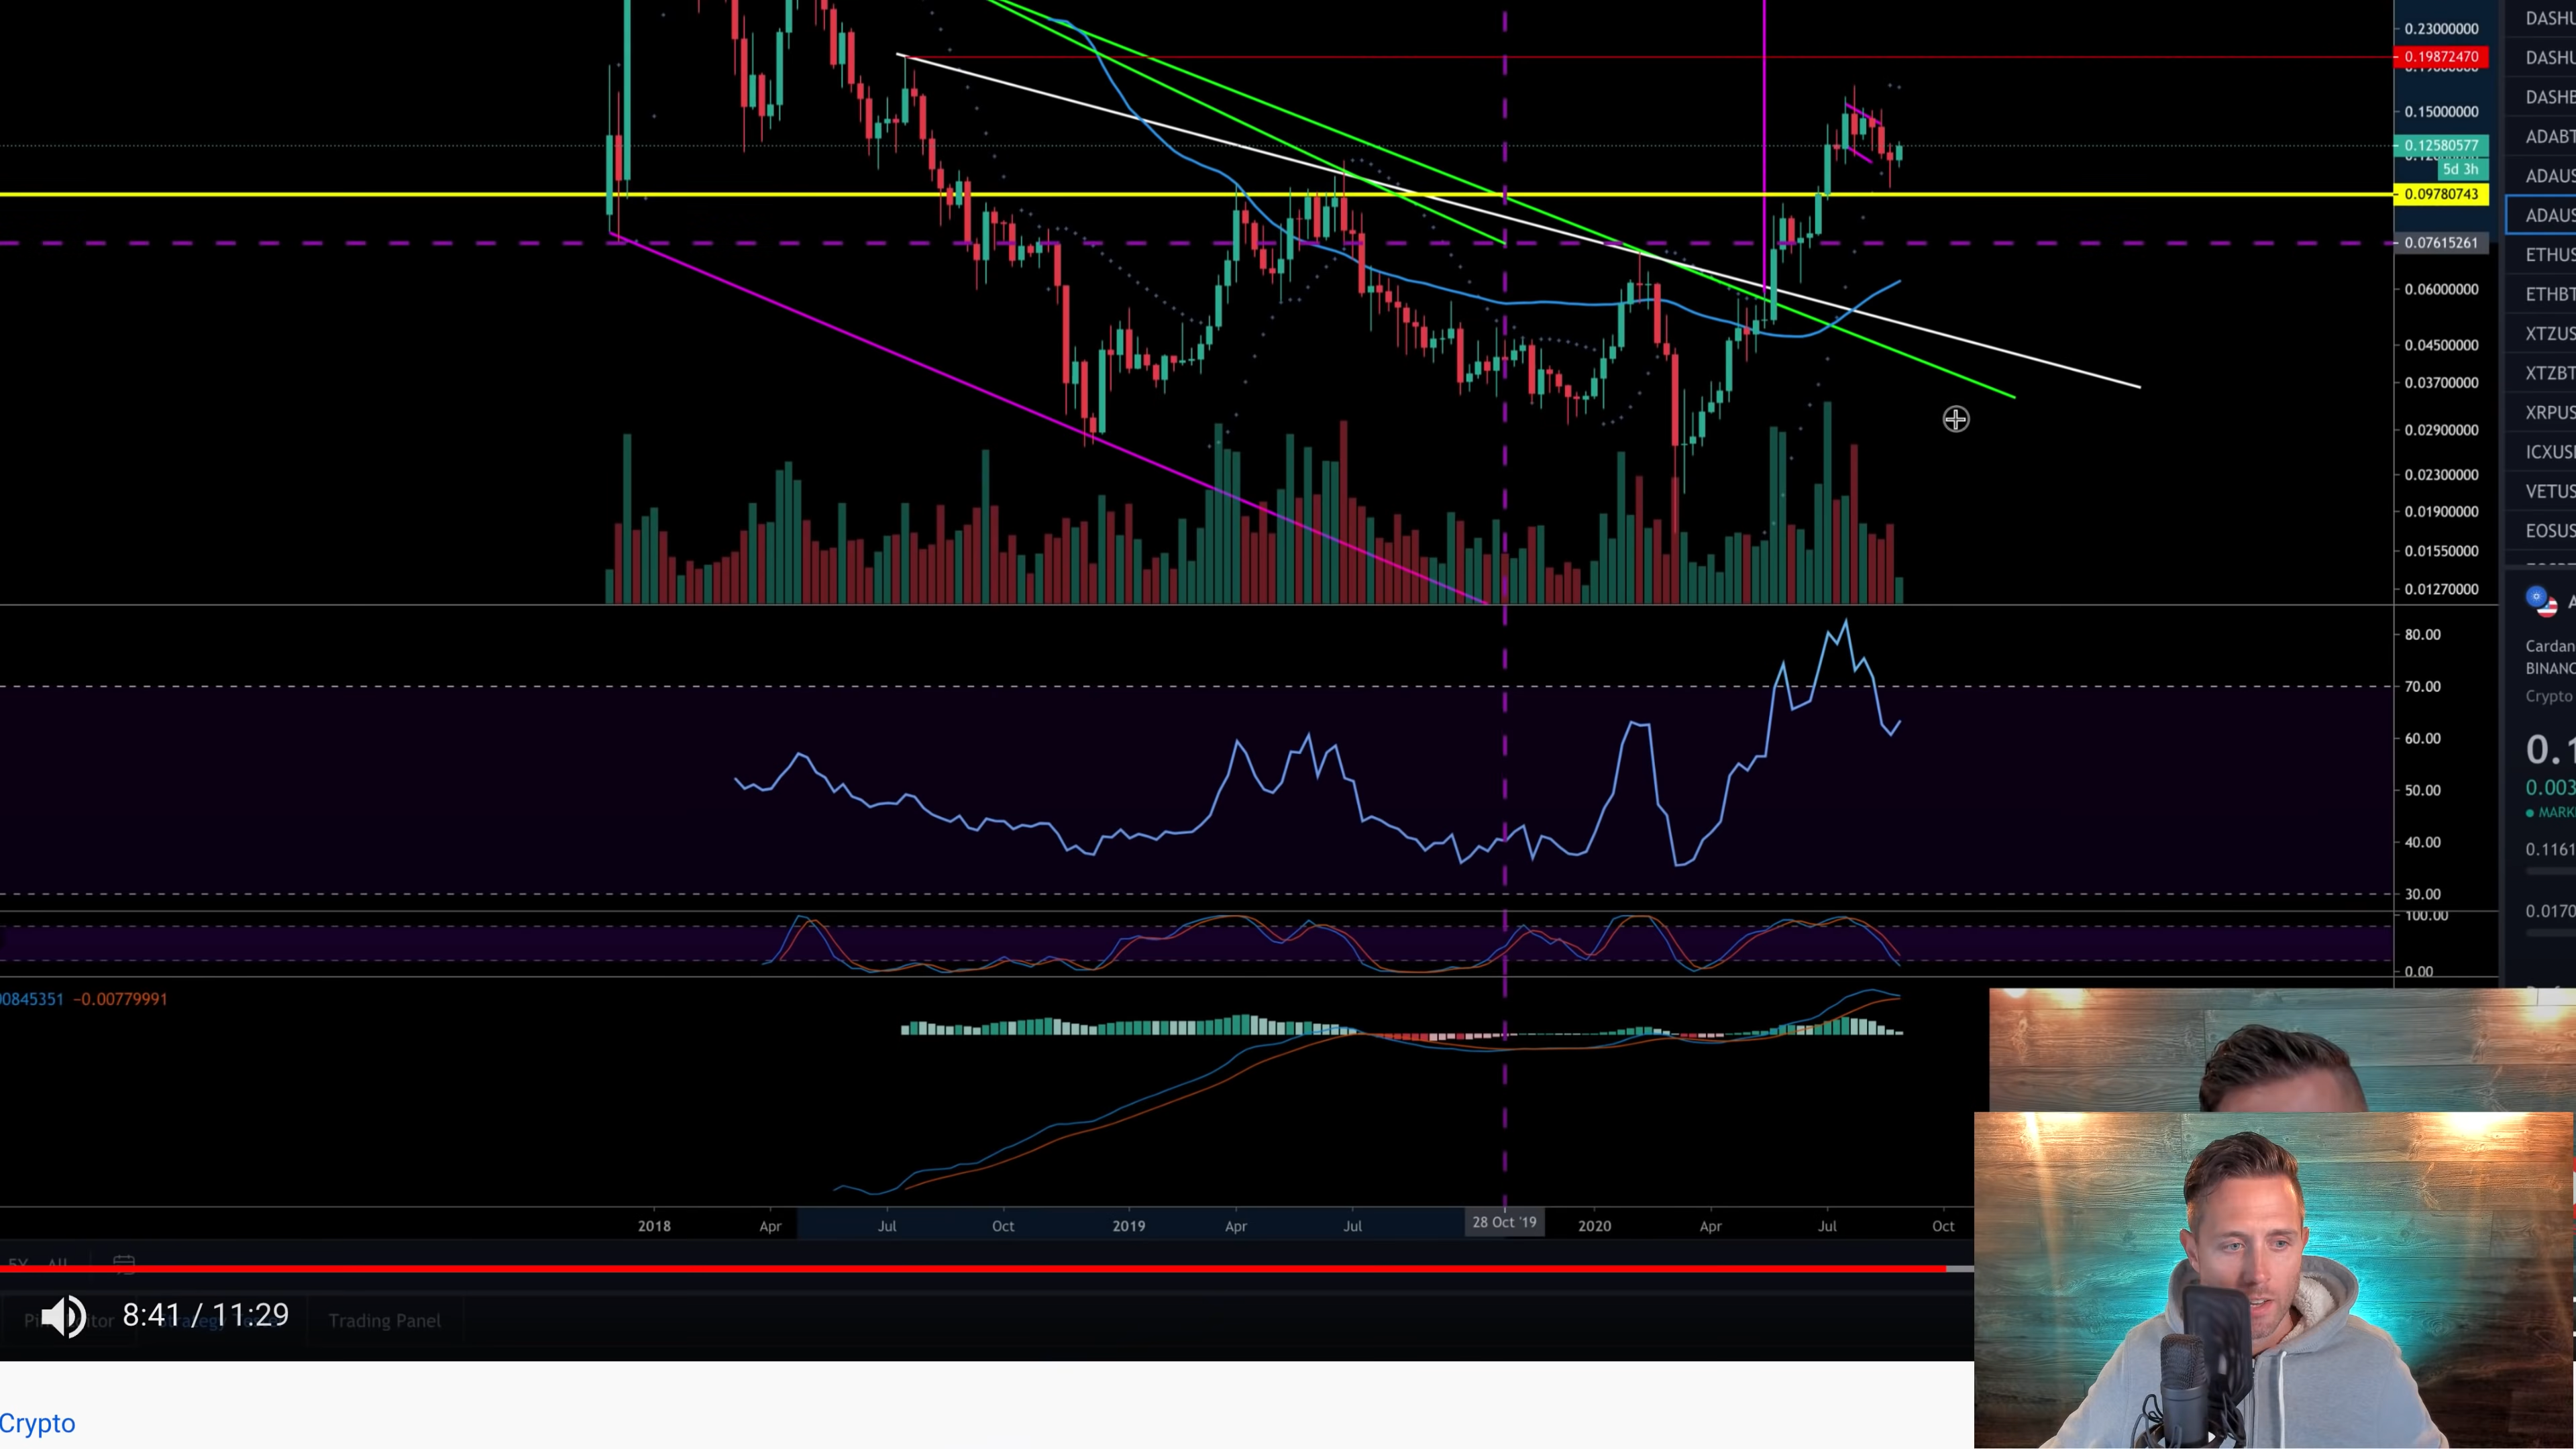 0.23000000
0.19872470
0.15000000
0.12580577
5d 3h
0.09780743
0.07615261
0.06000000
0.04500000
0.03700000
0.02900000
0.02300000
0.01900000
0.01550000
0.01270000
DASHU
DASHU
DASHB
ADABT
ADAUS
ADAUS
ETHUS
ETHBT
XTZUS
XTZBT
XRPUS
ICXUS
VETUS
EOSUS
A
Cardan
BINANC
Crypto
0.1
0.003
MARK
0.1161
0.0170
80.00
70.00
60.00
50.00
40.00
30.00
100.00
0.00
00845351 −0.00779991
2018 Apr Jul Oct 2019 Apr Jul 28 Oct '19 2020 Apr Jul Oct
5Y All
8:41 / 11:29
Trading Panel
Crypto